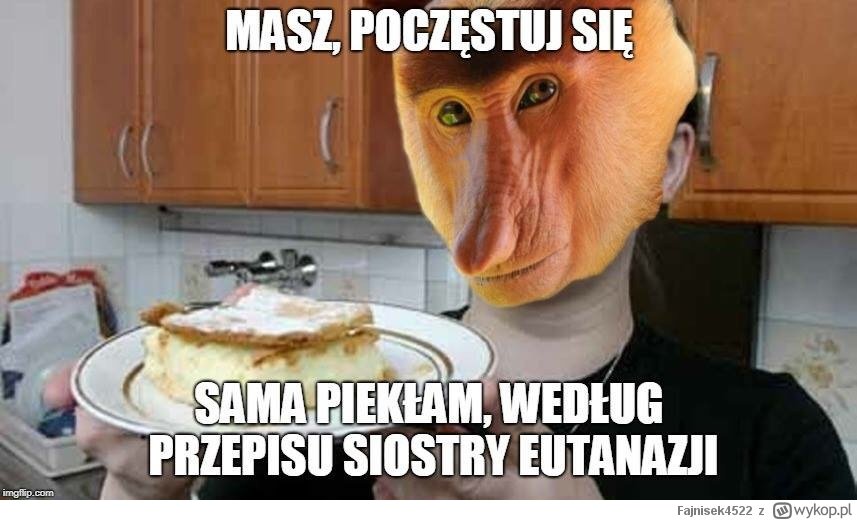 MASZ, POCZĘSTUJ SIĘ
SAMA PIEKŁAM, WEDŁUG
PRZEPISU SIOSTRY EUTANAZJI
imgflip.com
Fajnisek4522 z wykop.pl